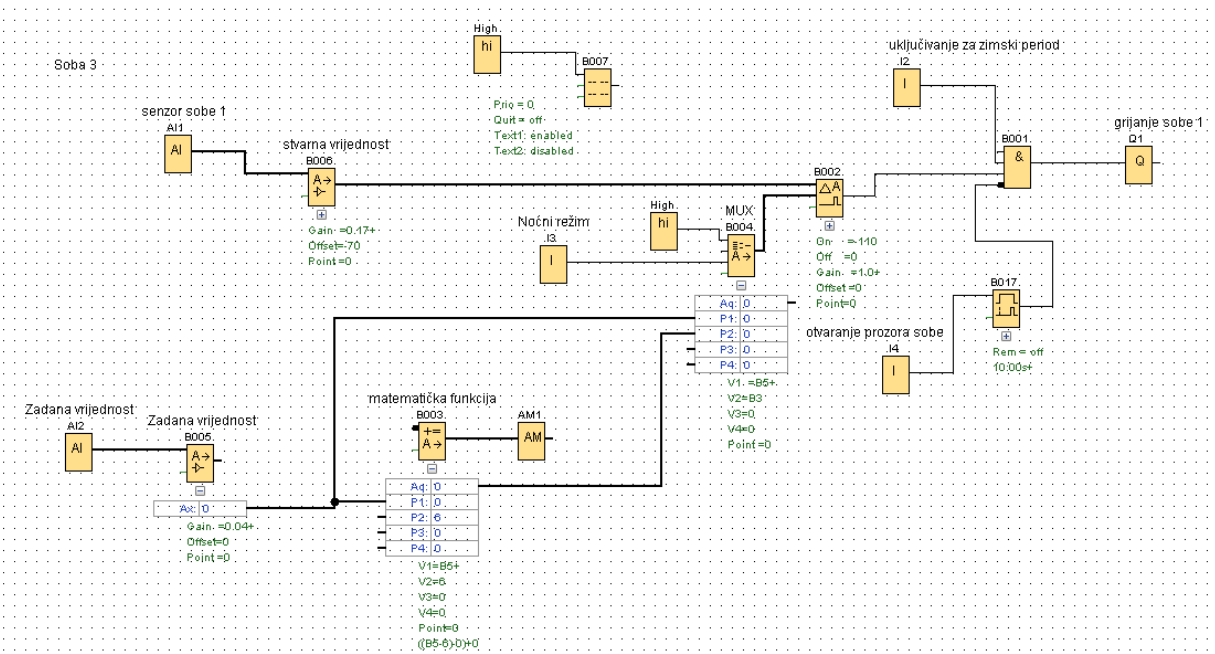 Soba 3
High
hi
B007
Prio = 0
Quit = off
Text1: enabled
Text2: disabled
uključivanje za zimski period
I2
I
senzor sobe 1
AI1
AI
stvarna vrijednost
B006
A→
Gain =0.17+
Offset=-70
Point=0
B001
&
grijanje sobe 1
Q1
Q
B002
ΔA
On =-110
Off =0
Gain =1.0+
Offset=0
Point=0
Noćni režim
I3
I
High
hi
MUX
B004
A→
Aq: 0
P1: 0
P2: 0
P3: 0
P4: 0
V1 =B5+
V2=B3
V3=0
V4=0
Point=0
B017
Rem = off
10:00s+
otvaranje prozora sobe
I4
I
Zadana vrijednost
AI2
AI
Zadana vrijednost
B005
A→
Ax: 0
Gain =0.04+
Offset=0
Point=0
matematička funkcija
B003
+=
A→
AM1
AM
Aq: 0
P1: 0
P2: 6
P3: 0
P4: 0
V1=B5+
V2=6
V3=0
V4=0
Point=0
((B5-6)-0)+0